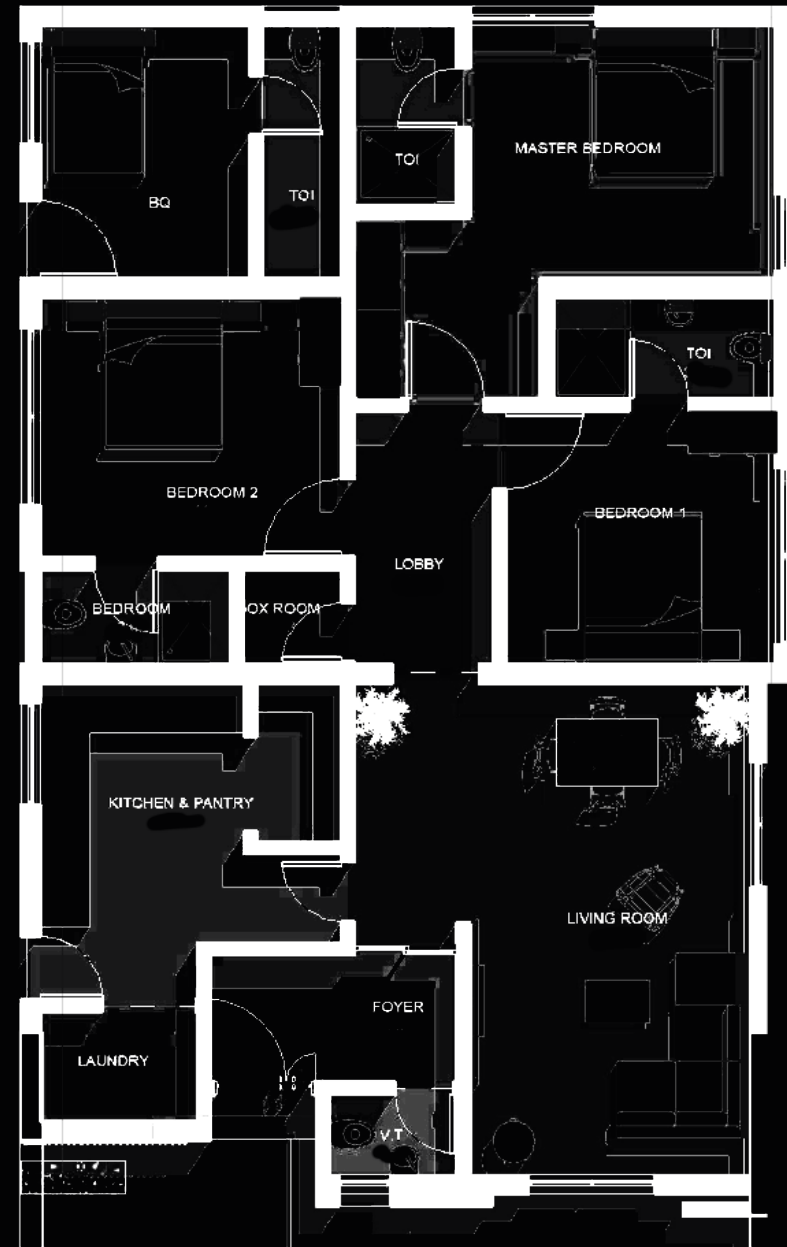 MASTER BEDROOM
TOI
BQ
TOI
TOI
BEDROOM 2
BEDROOM 1
LOBBY
BEDROOM
OX ROOM
KITCHEN & PANTRY
LIVING ROOM
FOYER
LAUNDRY
V.T